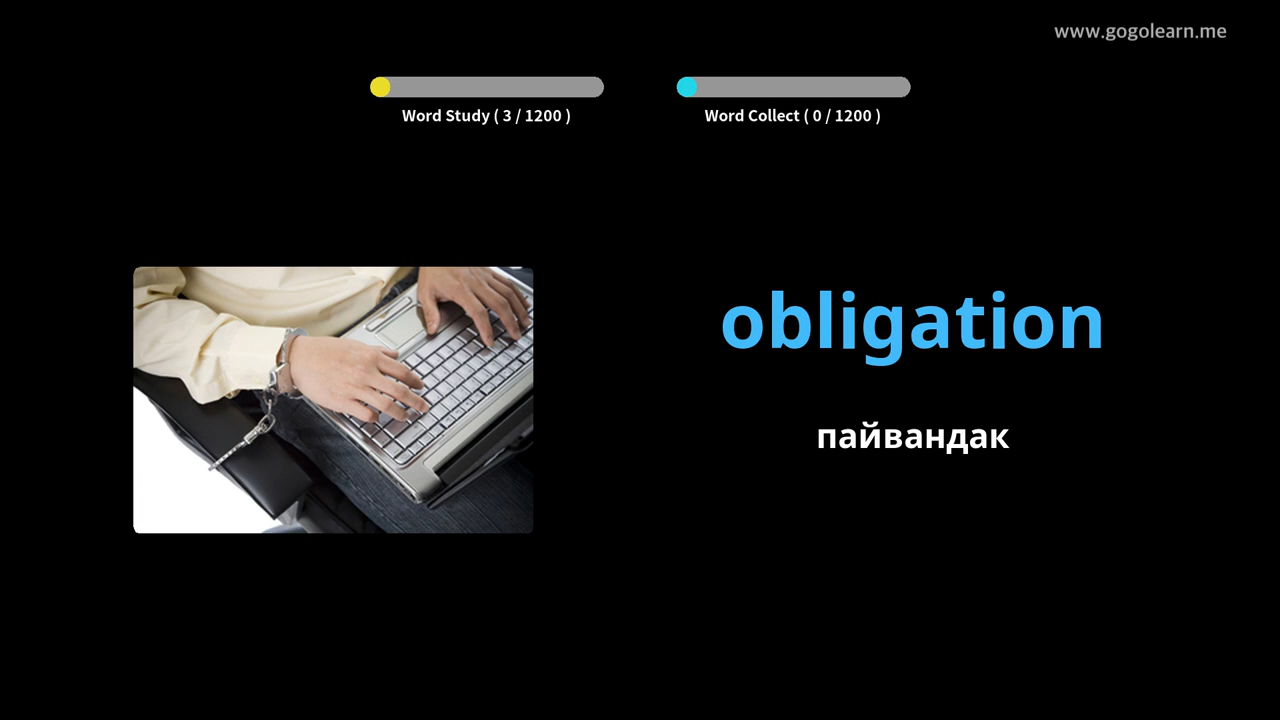 www.gogolearn.me
Word Study ( 3 / 1200 )
Word Collect ( 0 / 1200 )
obligation
пайвандак